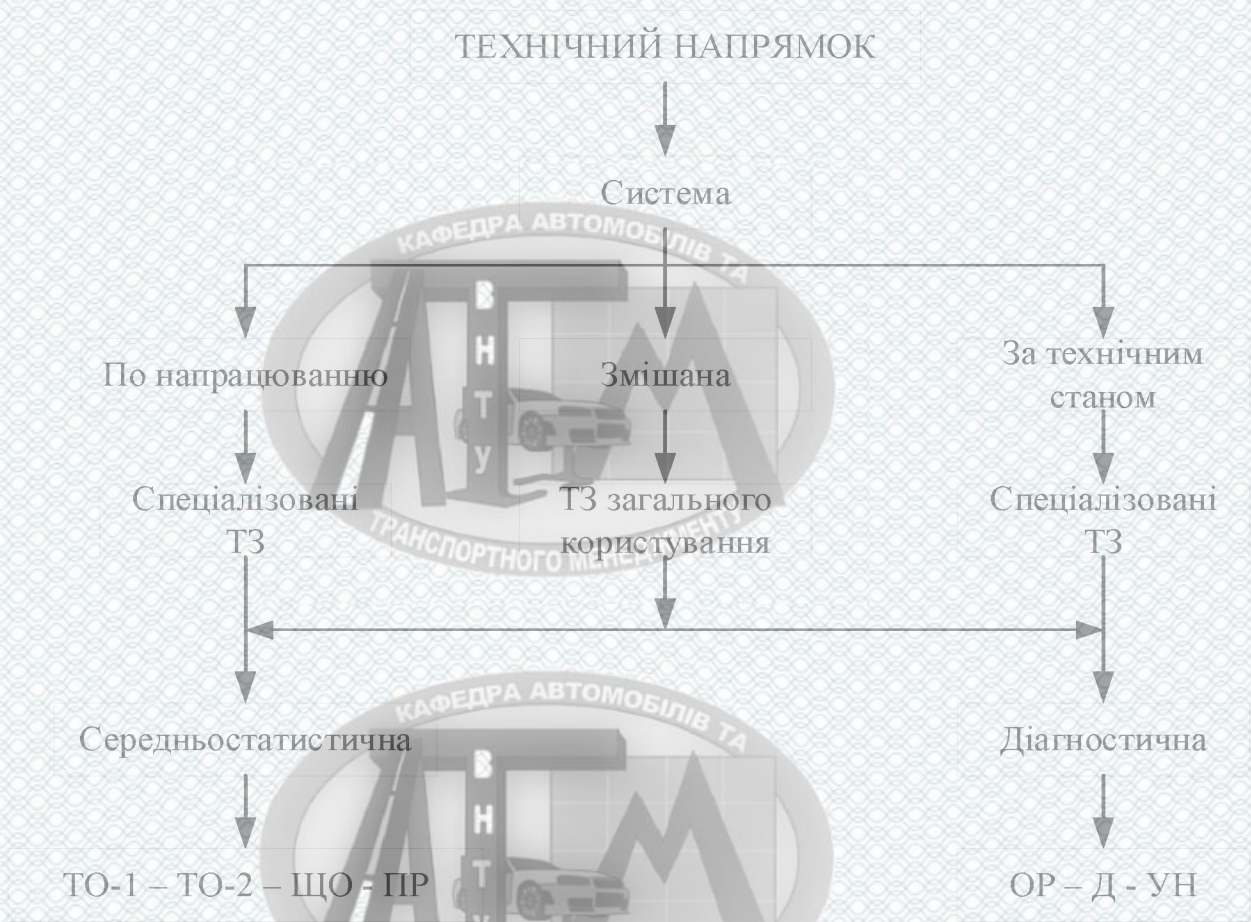 ТЕХНІЧНИЙ НАПРЯМОК
Система
КАФЕДРА АВТОМОБІЛІВ ТА
В
Н
Т
У
По напрацюванню
Змішана
За технічним
станом
Спеціалізовані
ТЗ
ТЗ загального
користування
Спеціалізовані
ТЗ
ТРАНСПОРТНОГО МЕНЕДЖМЕНТУ
КАФЕДРА АВТОМОБІЛІВ ТА
В
Н
Т
У
Середньостатистична
Діагностична
ТО-1 – ТО-2 – ЩО - ПР
ОР – Д - УН